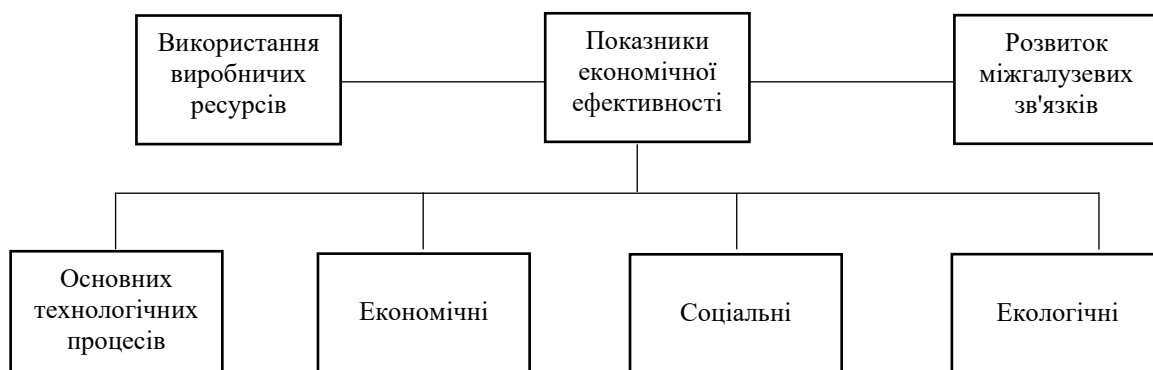 Використання
виробничих
ресурсів
Показники
економічної
ефективності
Розвиток
міжгалузевих
зв'язків
Основних
технологічних
процесів
Економічні
Соціальні
Екологічні